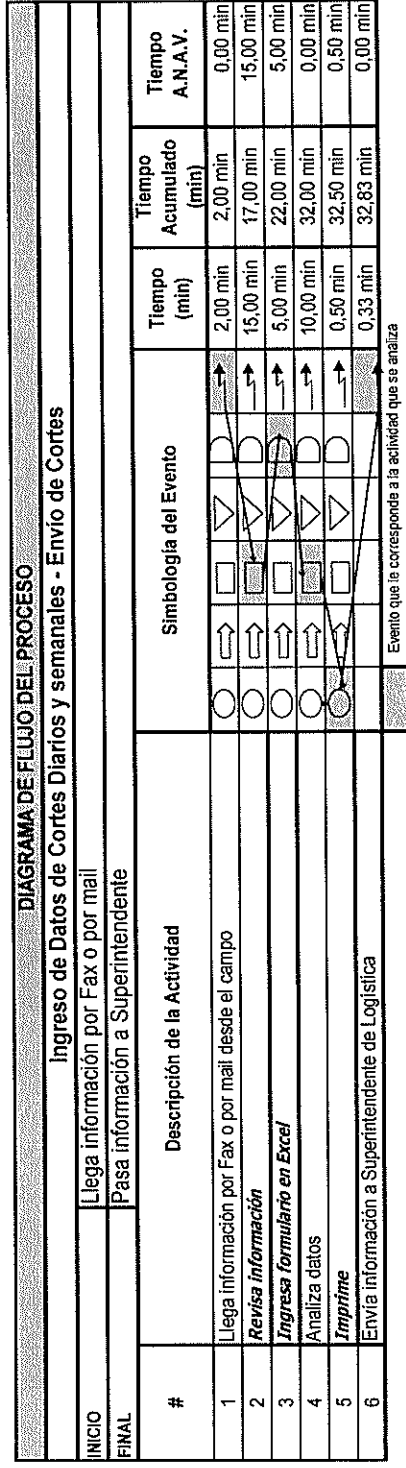 DIAGRAMA DE FLUJO DEL PROCESO
Ingreso de Datos de Cortes Diarios y semanales - Envío de Cortes
INICIO Llega información por Fax o por mail
FINAL Pasa información a Superintendente
# Descripción de la Actividad Simbología del Evento Tiempo (min) Tiempo Acumulado (min) Tiempo A.N.A.V.
1 Llega información por Fax o por mail desde el campo 2,00 min 2,00 min 0,00 min
2 Revisa información 15,00 min 17,00 min 15,00 min
3 Ingresa formulario en Excel 5,00 min 22,00 min 5,00 min
4 Analiza datos 10,00 min 32,00 min 0,00 min
5 Imprime 0,50 min 32,50 min 0,50 min
6 Envía información a Superintendente de Logística 0,33 min 32,83 min 0,00 min
Evento que le corresponde a la actividad que se analiza